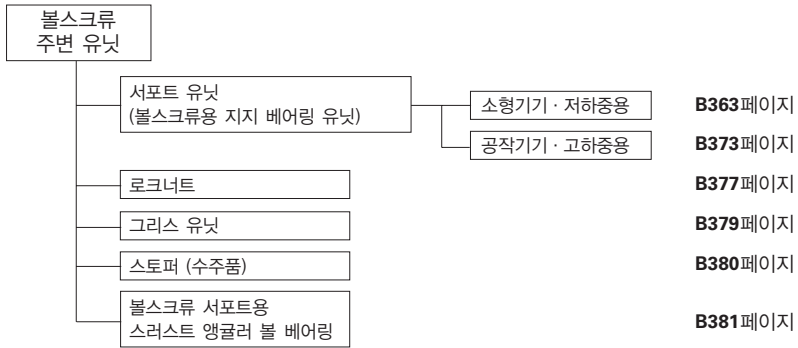 볼스크류
주변 유닛
서포트 유닛
(볼스크류용 지지 베어링 유닛)
소형기기 · 저하중용
B363페이지
공작기기 · 고하중용
B373페이지
로크너트
B377페이지
그리스 유닛
B379페이지
스토퍼 (수주품)
B380페이지
볼스크류 서포트용
스러스트 앵귤러 볼 베어링
B381페이지